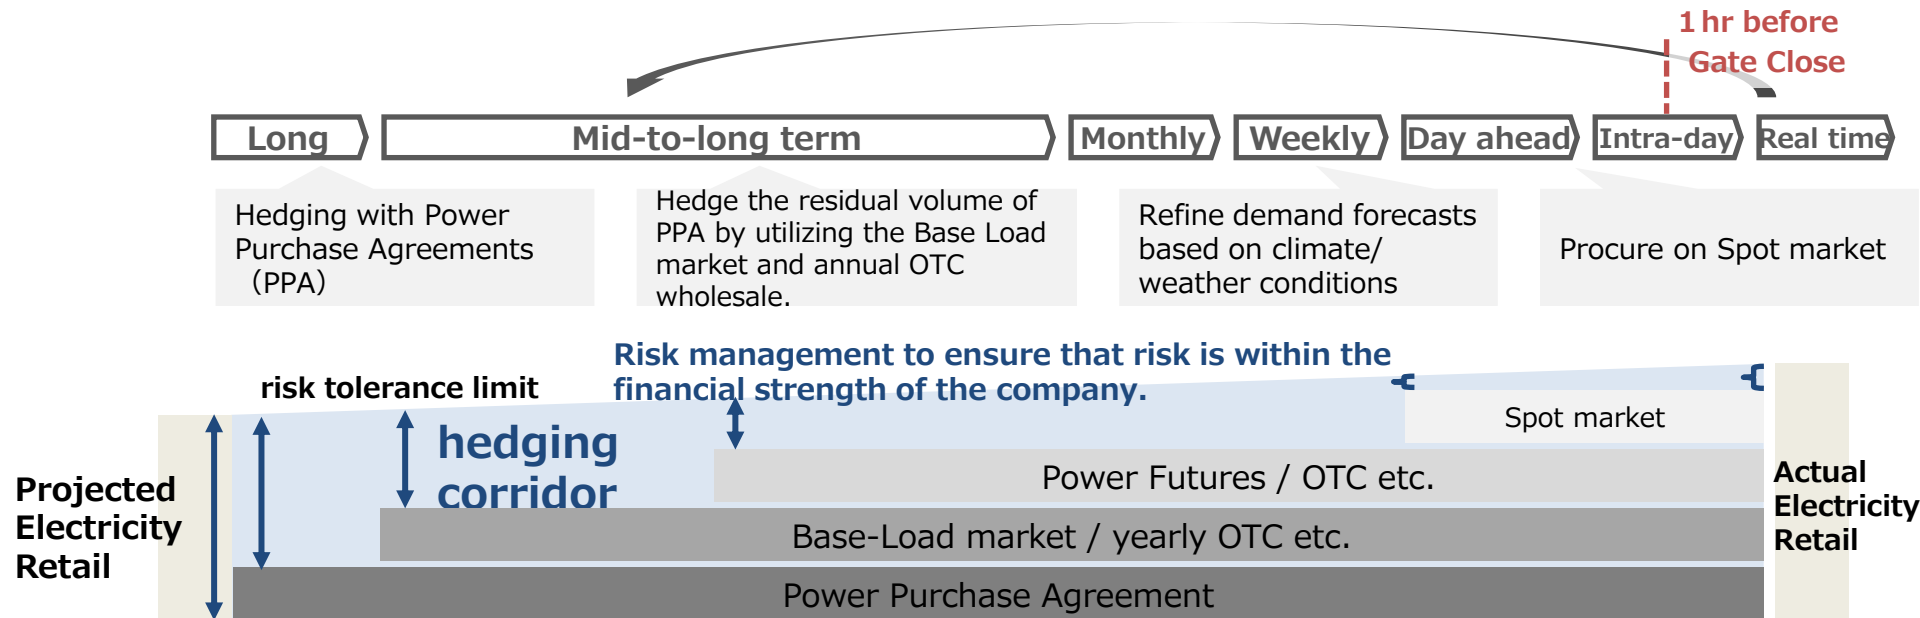 1 hr before
Gate Close
Long
Mid-to-long term
Monthly
Weekly
Day ahead
Intra-day
Real time
Hedging with Power
Purchase Agreements
（PPA）
Hedge the residual volume of
PPA by utilizing the Base Load
market and annual OTC
wholesale.
Refine demand forecasts
based on climate/
weather conditions
Procure on Spot market
Risk management to ensure that risk is within the
financial strength of the company.
risk tolerance limit
hedging
corridor
Spot market
Power Futures / OTC etc.
Base-Load market / yearly OTC etc.
Power Purchase Agreement
Projected
Electricity
Retail
Actual
Electricity
Retail